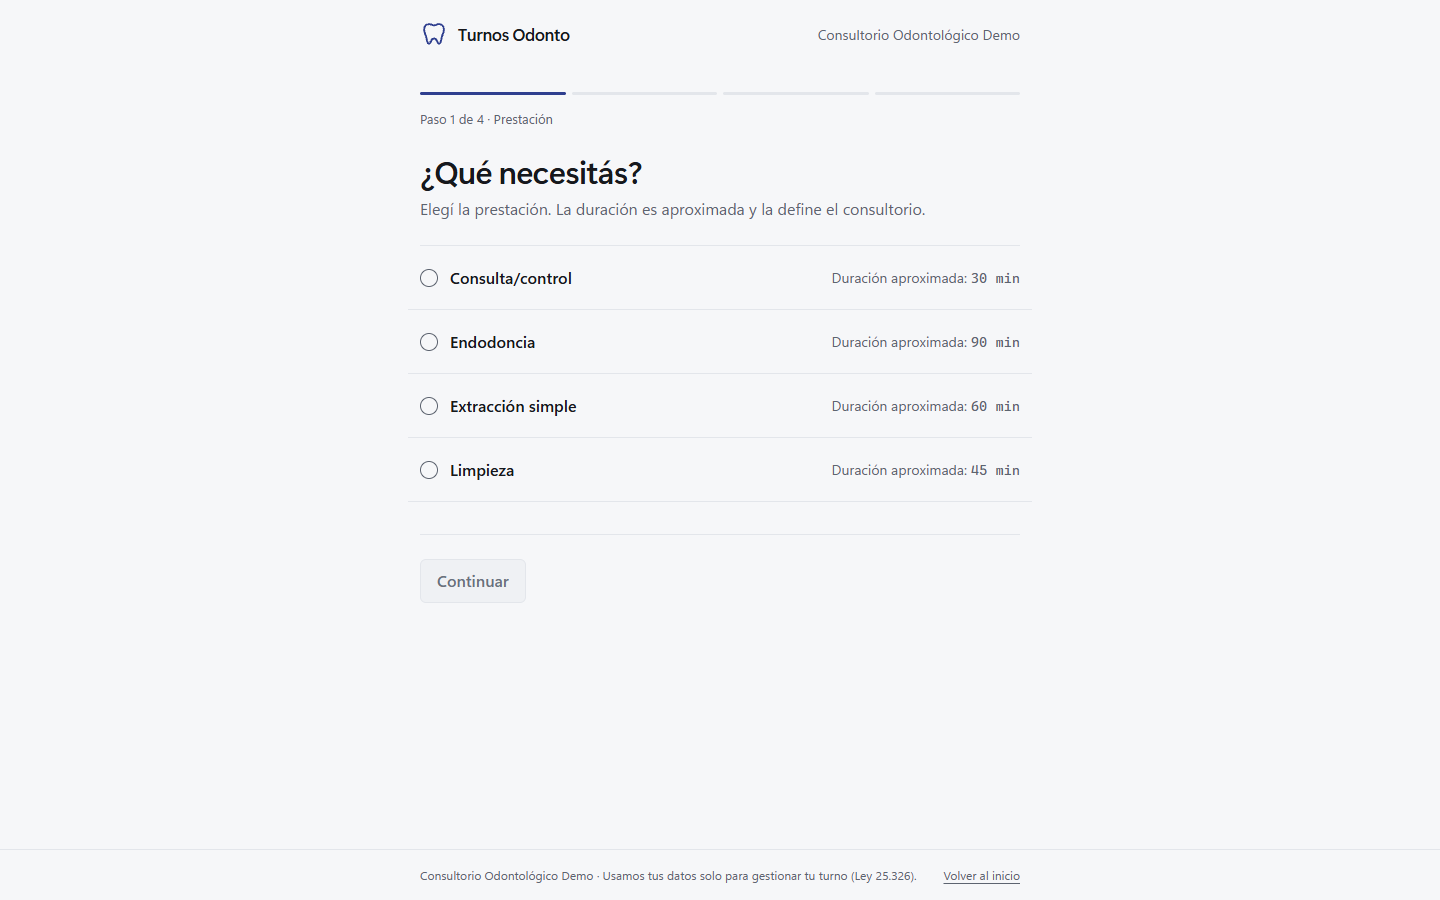 Turnos Odonto
Consultorio Odontológico Demo
Paso 1 de 4 · Prestación
¿Qué necesitás?
Elegí la prestación. La duración es aproximada y la define el consultorio.
Consulta/control
Duración aproximada: 30 min
Endodoncia
Duración aproximada: 90 min
Extracción simple
Duración aproximada: 60 min
Limpieza
Duración aproximada: 45 min
Continuar
Consultorio Odontológico Demo · Usamos tus datos solo para gestionar tu turno (Ley 25.326).
Volver al inicio